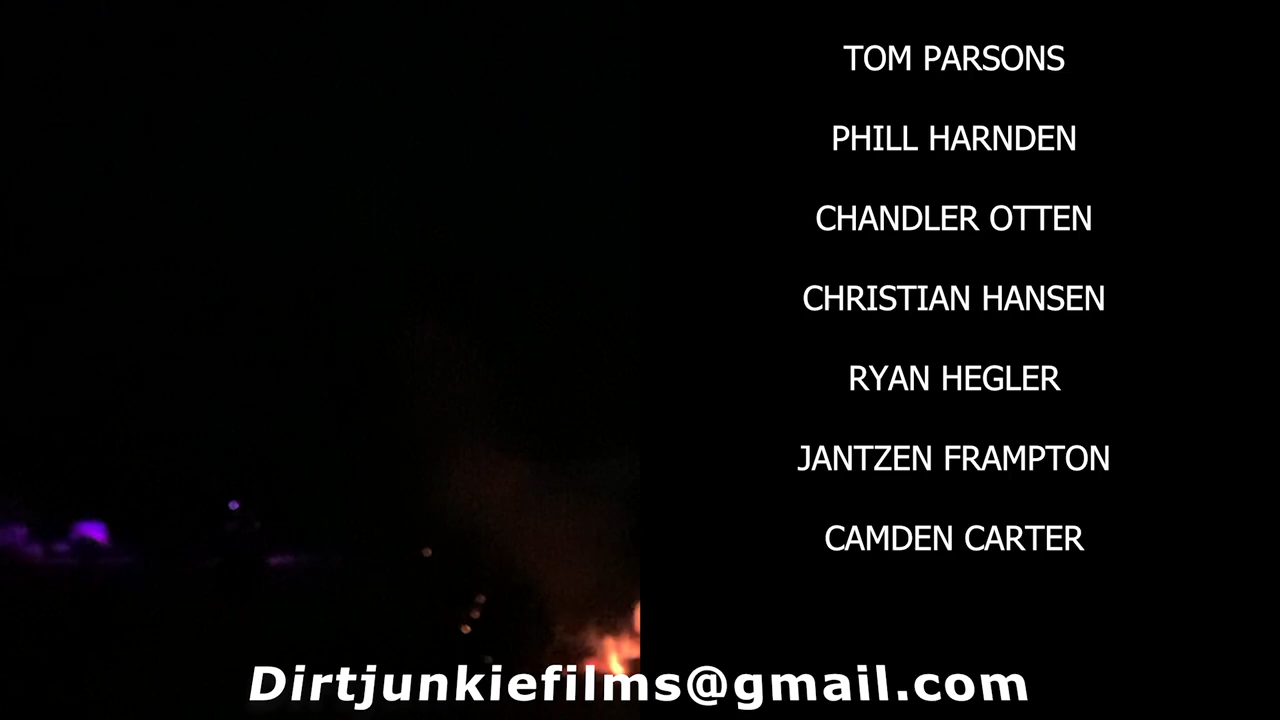 TOM PARSONS
PHILL HARNDEN
CHANDLER OTTEN
CHRISTIAN HANSEN
RYAN HEGLER
JANTZEN FRAMPTON
CAMDEN CARTER
Dirtjunkiefilms@gmail.com